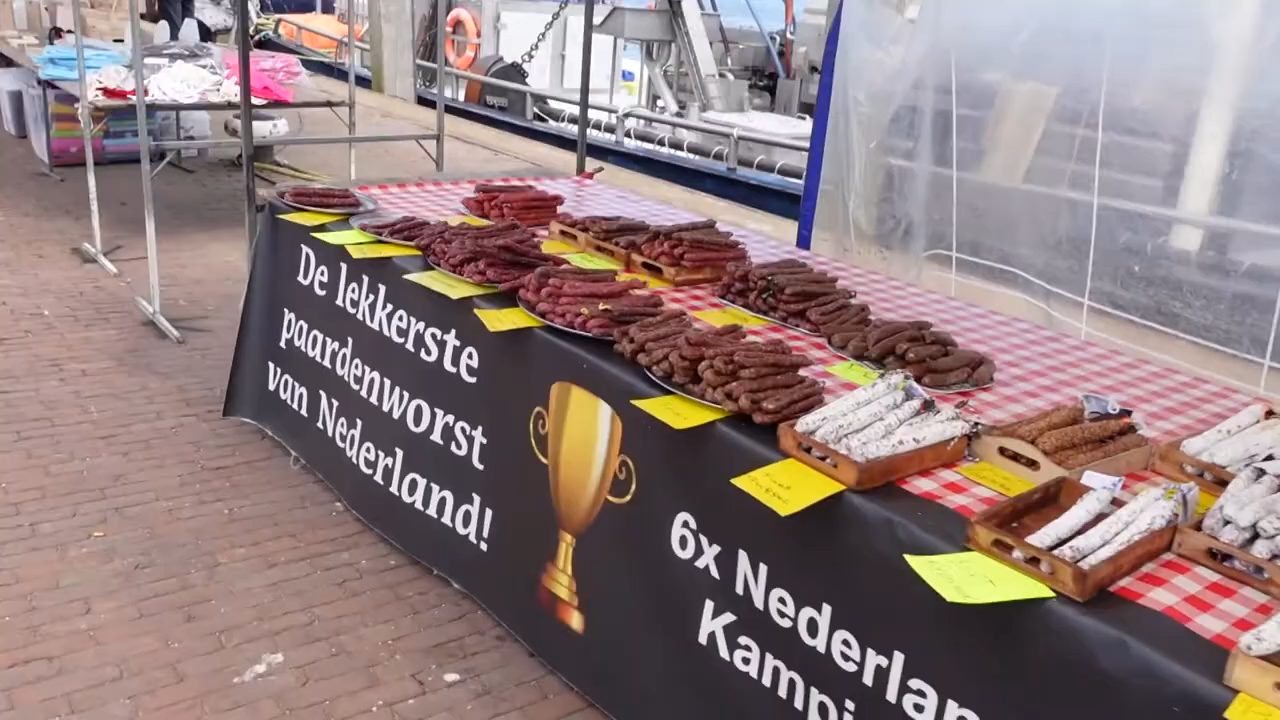 De lekkerste
paardenworst
van Nederland!
6x Nederlan
Kampi